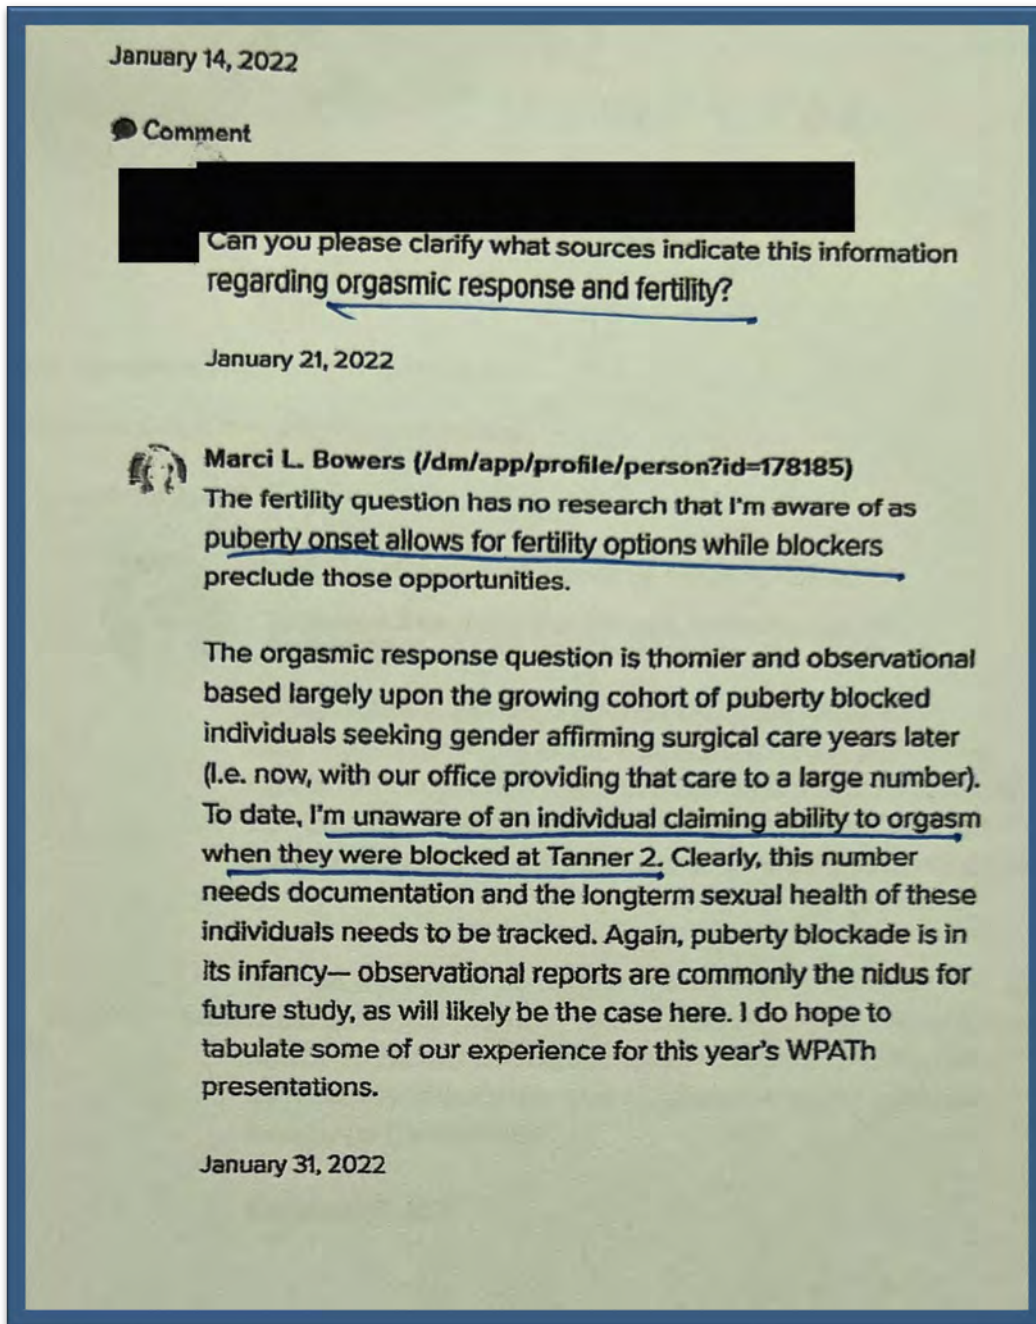 January 14, 2022
Comment
Can you please clarify what sources indicate this information
regarding orgasmic response and fertility?
January 21, 2022
Marci L. Bowers (/dm/app/profile/person?id=178185)
The fertility question has no research that I'm aware of as
puberty onset allows for fertility options while blockers
preclude those opportunities.
The orgasmic response question is thornier and observational
based largely upon the growing cohort of puberty blocked
individuals seeking gender affirming surgical care years later
(I.e. now, with our office providing that care to a large number).
To date, I'm unaware of an individual claiming ability to orgasm
when they were blocked at Tanner 2. Clearly, this number
needs documentation and the longterm sexual health of these
individuals needs to be tracked. Again, puberty blockade is in
its infancy— observational reports are commonly the nidus for
future study, as will likely be the case here. I do hope to
tabulate some of our experience for this year's WPATh
presentations.
January 31, 2022